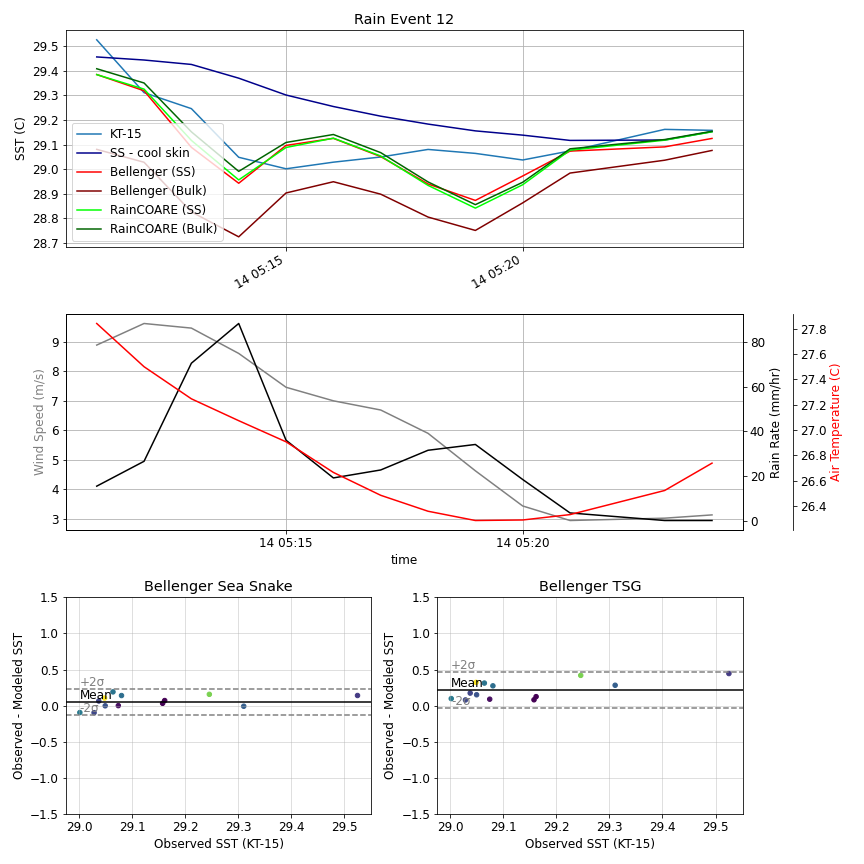 Rain Event 12
29.5
29.4
29.3
29.2
29.1
29.0
28.9
28.8
28.7
SST (C)
KT-15
SS - cool skin
Bellenger (SS)
Bellenger (Bulk)
RainCOARE (SS)
RainCOARE (Bulk)
14 05:15
14 05:20
9
8
7
6
5
4
3
Wind Speed (m/s)
80
60
40
20
0
Rain Rate (mm/hr)
27.8
27.6
27.4
27.2
27.0
26.8
26.6
26.4
Air Temperature (C)
14 05:15
14 05:20
time
Bellenger Sea Snake
1.5
1.0
0.5
0.0
−0.5
−1.0
−1.5
Observed - Modeled SST
+2σ
Mean
-2σ
29.0
29.1
29.2
29.3
29.4
29.5
Observed SST (KT-15)
Bellenger TSG
1.5
1.0
0.5
0.0
−0.5
−1.0
−1.5
Observed - Modeled SST
+2σ
Mean
-2σ
29.0
29.1
29.2
29.3
29.4
29.5
Observed SST (KT-15)